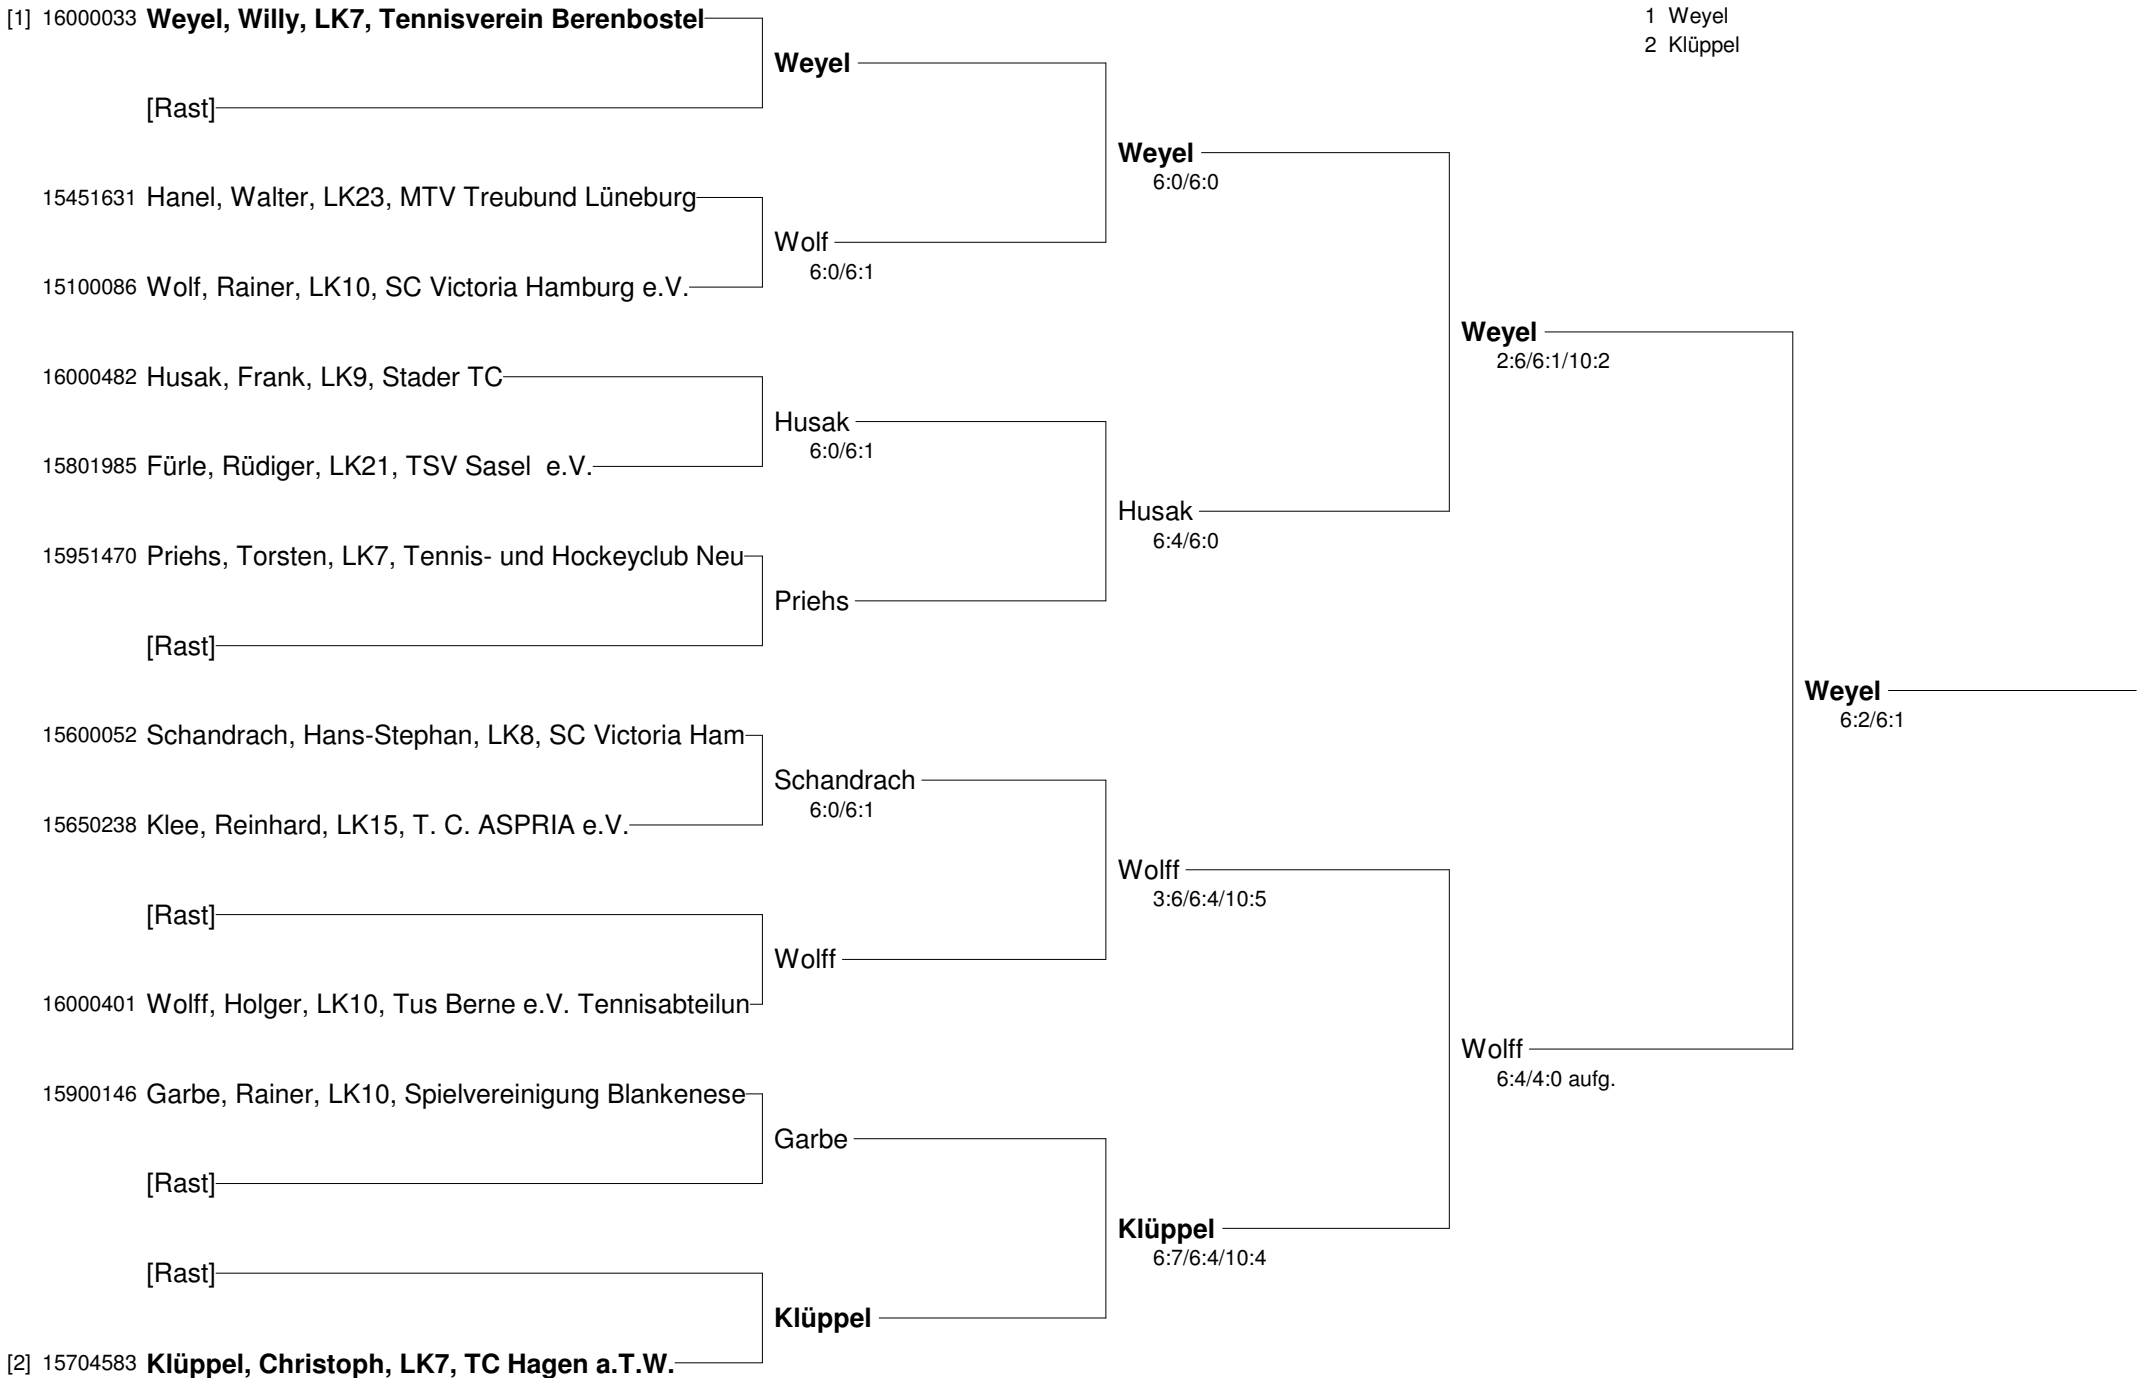 [1] 16000033 Weyel, Willy, LK7, Tennisverein Berenbostel
1 Weyel
2 Klüppel
Weyel
[Rast]
Weyel
6:0/6:0
15451631 Hanel, Walter, LK23, MTV Treubund Lüneburg
Wolf
6:0/6:1
15100086 Wolf, Rainer, LK10, SC Victoria Hamburg e.V.
Weyel
2:6/6:1/10:2
16000482 Husak, Frank, LK9, Stader TC
Husak
6:0/6:1
15801985 Fürle, Rüdiger, LK21, TSV Sasel  e.V.
Husak
6:4/6:0
15951470 Priehs, Torsten, LK7, Tennis- und Hockeyclub Neu
Priehs
[Rast]
Weyel
6:2/6:1
15600052 Schandrach, Hans-Stephan, LK8, SC Victoria Ham
Schandrach
6:0/6:1
15650238 Klee, Reinhard, LK15, T. C. ASPRIA e.V.
Wolff
3:6/6:4/10:5
[Rast]
Wolff
16000401 Wolff, Holger, LK10, Tus Berne e.V. Tennisabteilun
Wolff
6:4/4:0 aufg.
15900146 Garbe, Rainer, LK10, Spielvereinigung Blankenese
Garbe
[Rast]
Klüppel
6:7/6:4/10:4
[Rast]
Klüppel
[2] 15704583 Klüppel, Christoph, LK7, TC Hagen a.T.W.